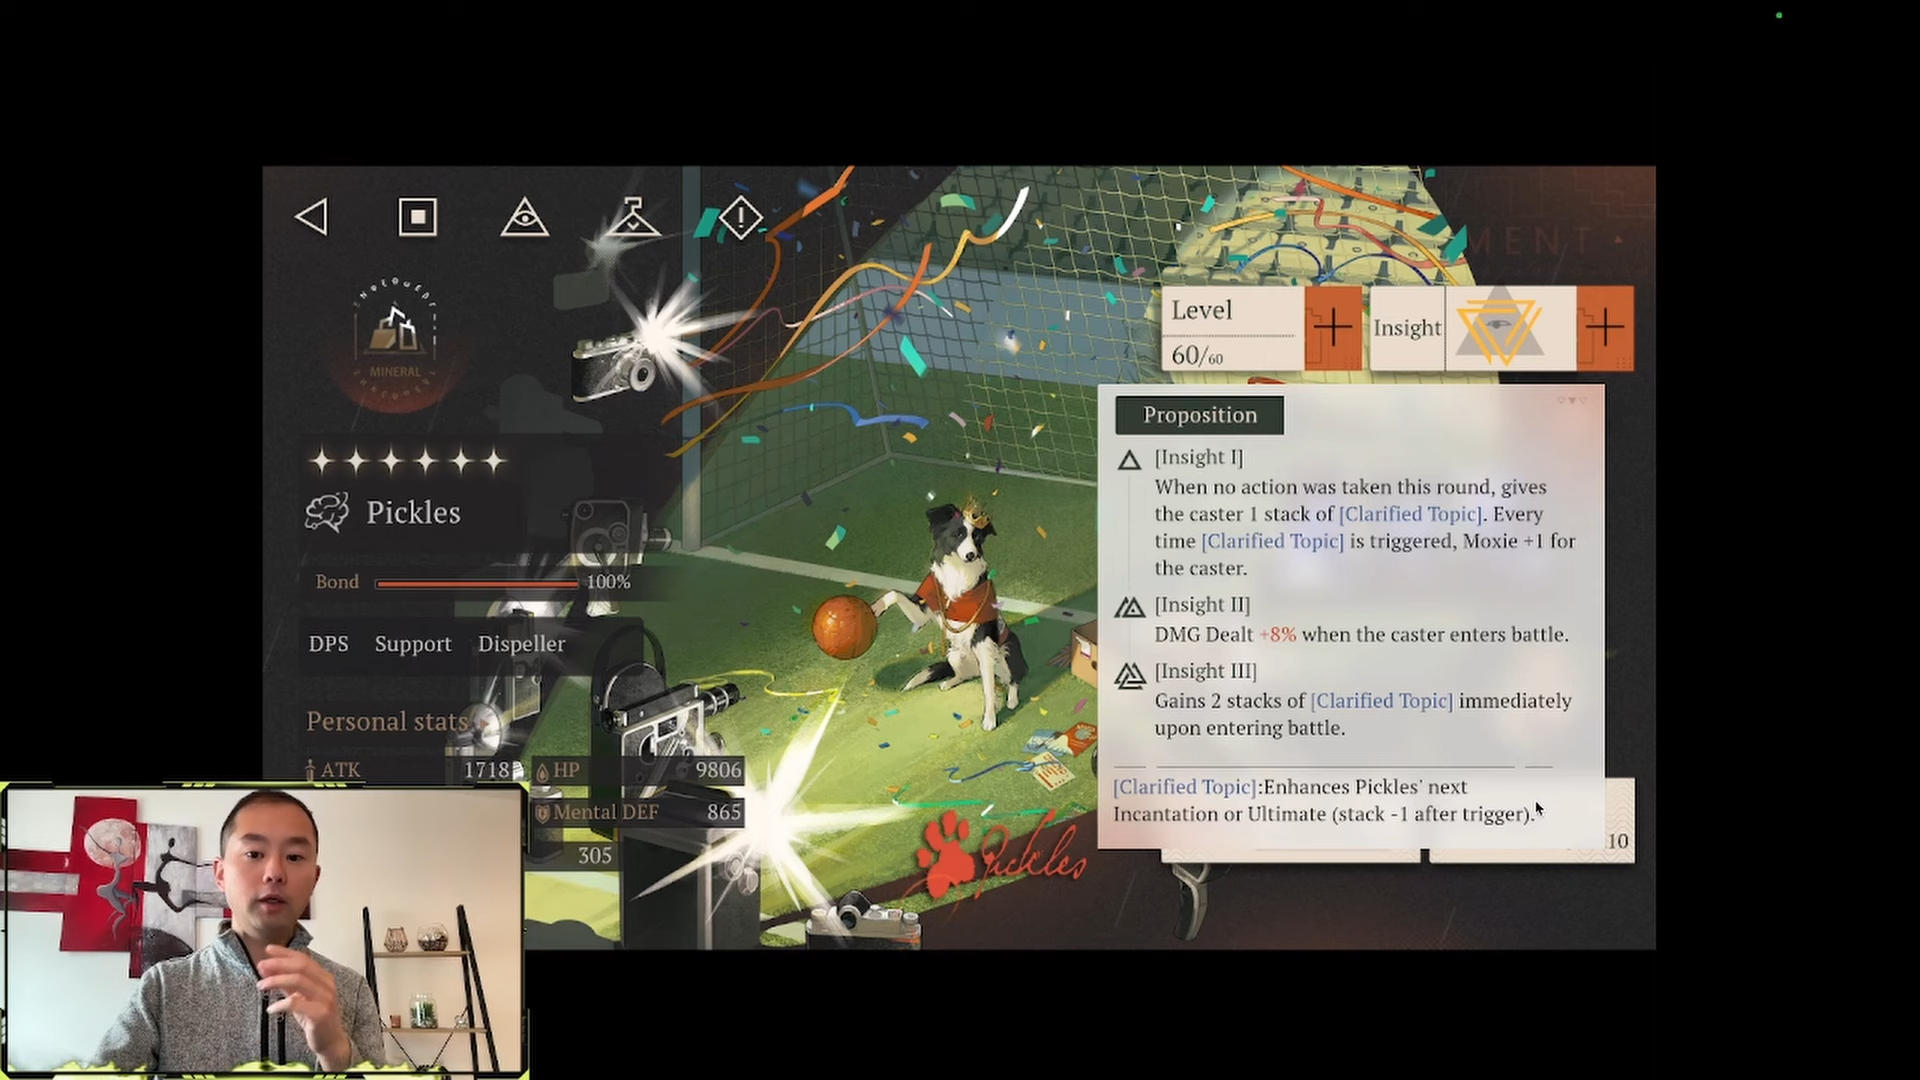 MENT
Level
60/60
Insight
MINERAL
Pickles
Bond
100%
DPS Support Dispeller
Personal stats
ATK 1718 HP 9806
Mental DEF 865
305
Proposition
[Insight I]
When no action was taken this round, gives
the caster 1 stack of [Clarified Topic]. Every
time [Clarified Topic] is triggered, Moxie +1 for
the caster.
[Insight II]
DMG Dealt +8% when the caster enters battle.
[Insight III]
Gains 2 stacks of [Clarified Topic] immediately
upon entering battle.
[Clarified Topic]:Enhances Pickles' next
Incantation or Ultimate (stack -1 after trigger).
10
Pickles